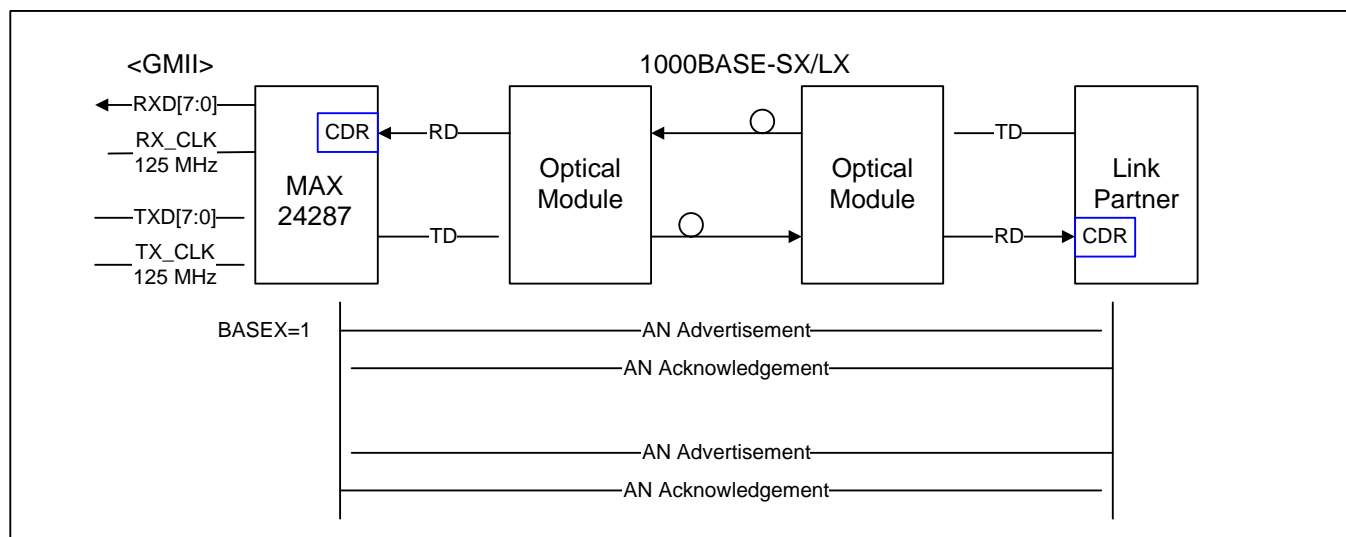 <GMII>
1000BASE-SX/LX
RXD[7:0]
RX_CLK
125 MHz
TXD[7:0]
TX_CLK
125 MHz
CDR
MAX
24287
RD
TD
Optical
Module
Optical
Module
TD
RD
Link
Partner
CDR
BASEX=1
AN Advertisement
AN Acknowledgement
AN Advertisement
AN Acknowledgement